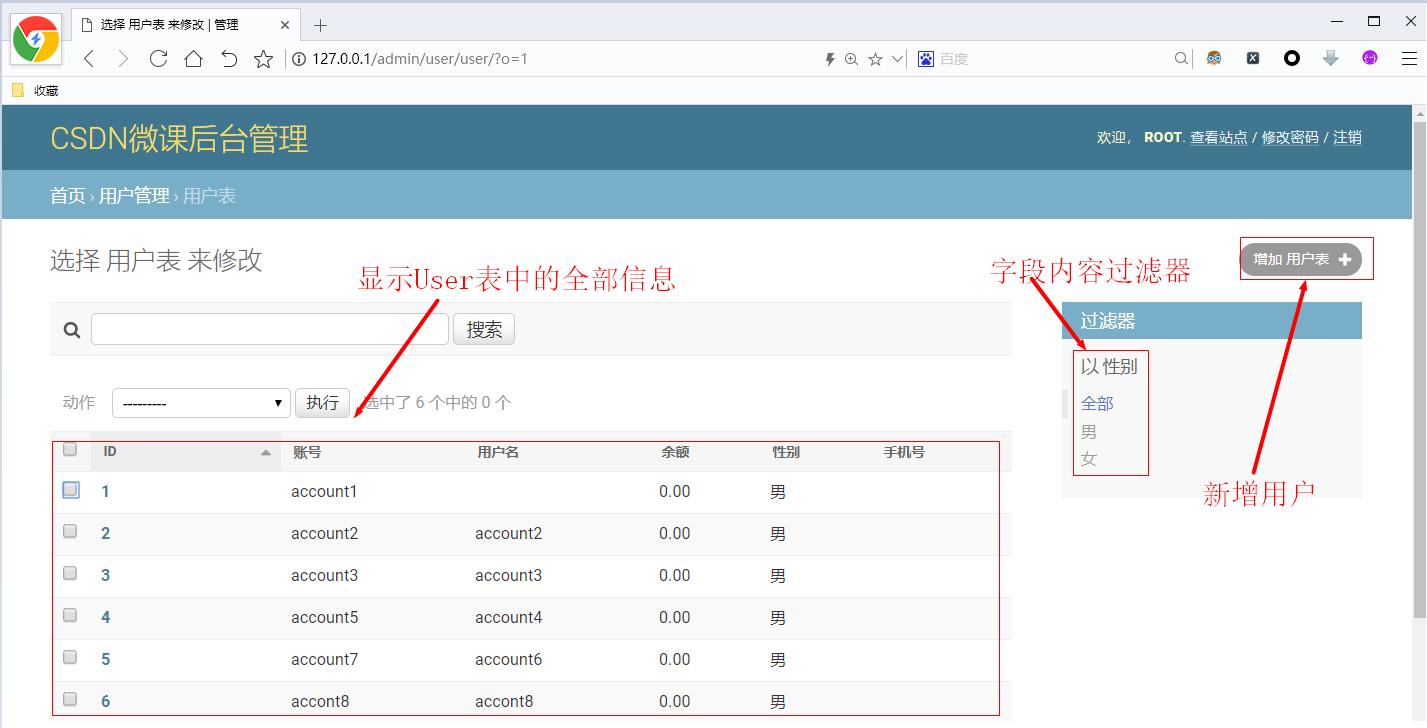 选择 用户表 来修改 | 管理
127.0.0.1/admin/user/user/?o=1
百度
收藏
CSDN微课后台管理
欢迎， ROOT. 查看站点 / 修改密码 / 注销
首页 › 用户管理 › 用户表
选择 用户表 来修改
增加 用户表
显示User表中的全部信息
字段内容过滤器
搜索
过滤器
以 性别
全部
男
女
动作 --------- 执行 选中了 6 个中的 0 个
新增用户
ID 账号 用户名 余额 性别 手机号
1 account1 0.00 男
2 account2 account2 0.00 男
3 account3 account3 0.00 男
4 account5 account4 0.00 男
5 account7 account6 0.00 男
6 accont8 accont8 0.00 男